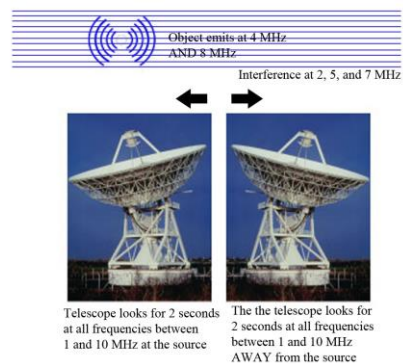 Object emits at 4 MHz
AND 8 MHz
Interference at 2, 5, and 7 MHz
Telescope looks for 2 seconds
at all frequencies between
1 and 10 MHz at the source
The the telescope looks for
2 seconds at all frequencies
between 1 and 10 MHz
AWAY from the source